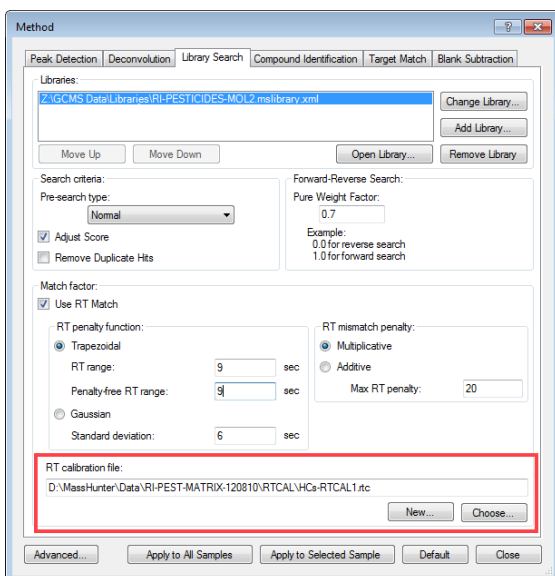 Method
Peak Detection Deconvolution Library Search Compound Identification Target Match Blank Subtraction
Libraries:
Z:\GCMS Data\Libraries\RI-PESTICIDES-MOL2.mslibrary.xml
Change Library...
Add Library...
Move Up Move Down Open Library... Remove Library
Search criteria: Forward-Reverse Search:
Pre-search type: Pure Weight Factor:
Normal 0.7
Adjust Score Example:
0.0 for reverse search
Remove Duplicate Hits 1.0 for forward search
Match factor:
Use RT Match
RT penalty function: RT mismatch penalty:
Trapezoidal Multiplicative
RT range: 9 sec Additive
Penalty-free RT range: 9 sec Max RT penalty: 20
Gaussian
Standard deviation: 6 sec
RT calibration file:
D:\MassHunter\Data\RI-PEST-MATRIX-120810\RTCAL\HCs-RTCAL1.rtc
New... Choose...
Advanced... Apply to All Samples Apply to Selected Sample Default Close